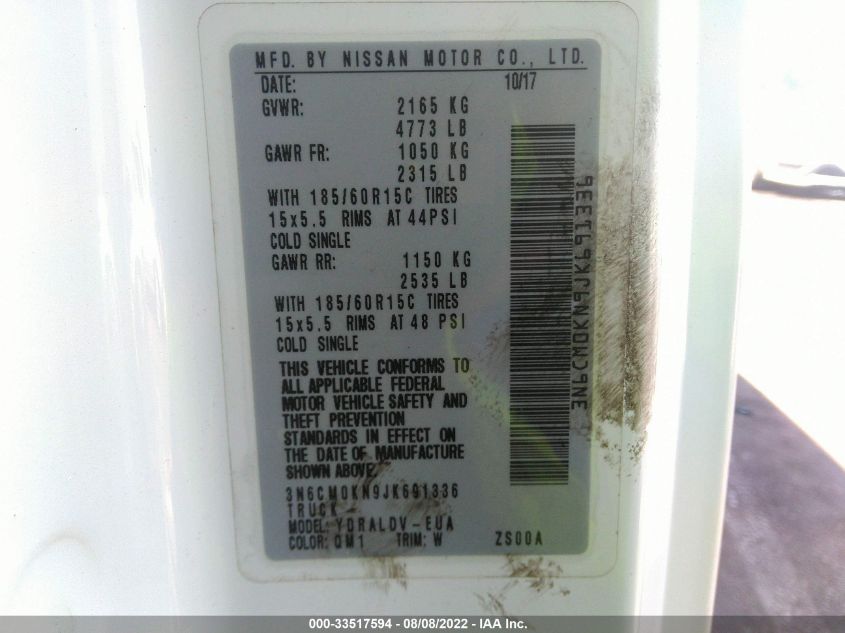 MFD. BY NISSAN MOTOR CO., LTD.
DATE: 10/17
GVWR: 2165 KG
4773 LB
GAWR FR: 1050 KG
2315 LB
WITH 185/60R15C TIRES
15x5.5 RIMS AT 44PSI
COLD SINGLE
GAWR RR: 1150 KG
2535 LB
WITH 185/60R15C TIRES
15x5.5 RIMS AT 48 PSI
COLD SINGLE
THIS VEHICLE CONFORMS TO
ALL APPLICABLE FEDERAL
MOTOR VEHICLE SAFETY AND
THEFT PREVENTION
STANDARDS IN EFFECT ON
THE DATE OF MANUFACTURE
SHOWN ABOVE.
3N6CM0KN9JK691336
TRUCK
MODEL: YDRALDV-EUA
COLOR: QM1 TRIM: W ZS00A
3N6CM0KN9JK691336
000-33517594 - 08/08/2022 - IAA Inc.